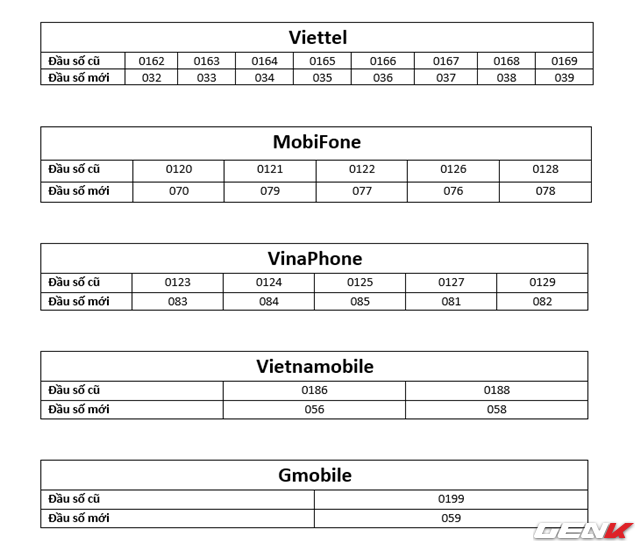 Viettel
Đầu số cũ 0162 0163 0164 0165 0166 0167 0168 0169
Đầu số mới 032 033 034 035 036 037 038 039
MobiFone
Đầu số cũ 0120 0121 0122 0126 0128
Đầu số mới 070 079 077 076 078
VinaPhone
Đầu số cũ 0123 0124 0125 0127 0129
Đầu số mới 083 084 085 081 082
Vietnamobile
Đầu số cũ 0186 0188
Đầu số mới 056 058
Gmobile
Đầu số cũ 0199
Đầu số mới 059
GENK